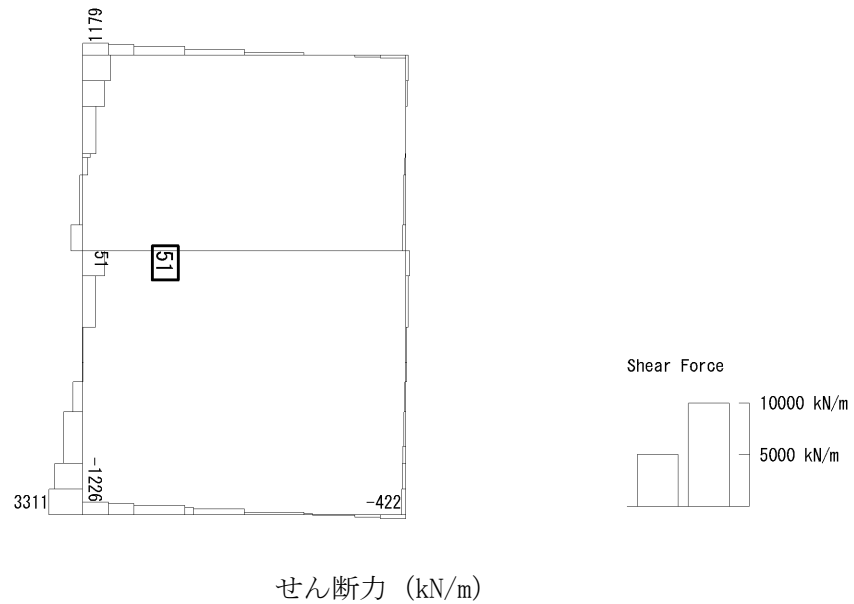 1179
51
51
Shear Force
10000 kN/m
5000 kN/m
-1226
3311
-422
せん断力 (kN/m)